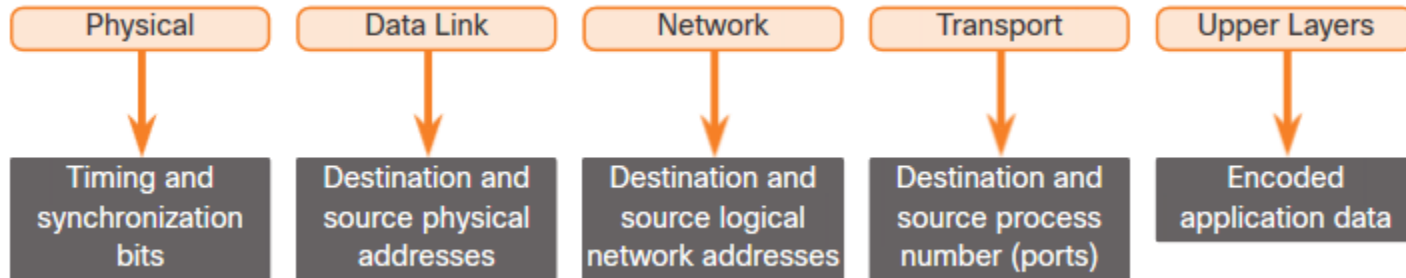 Physical
Data Link
Network
Transport
Upper Layers
Timing and
synchronization
bits
Destination and
source physical
addresses
Destination and
source logical
network addresses
Destination and
source process
number (ports)
Encoded
application data